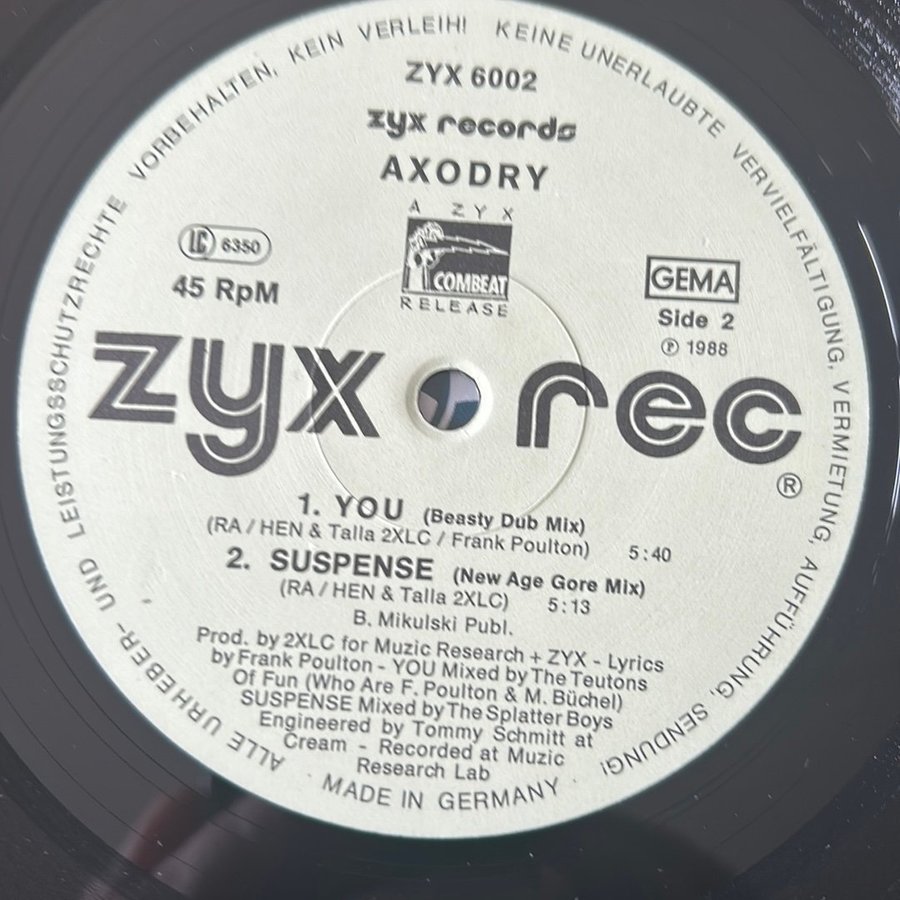 ALLE URHEBER- UND LEISTUNGSSCHUTZRECHTE VORBEHALTEN, KEIN VERLEIH! KEINE UNERLAUBTE VERVIELFÄLTIGUNG, VERMIETUNG, AUFFÜHRUNG, SENDUNG!
ZYX 6002
zyx records
AXODRY
A ZYX
COMBEAT
RELEASE
LC 6350
45 RpM
GEMA
Side 2
℗ 1988
zyx rec
®
1. YOU (Beasty Dub Mix)
(RA / HEN & Talla 2XLC / Frank Poulton) 5:40
2. SUSPENSE (New Age Gore Mix)
(RA / HEN & Talla 2XLC) 5:13
B. Mikulski Publ.
Prod. by 2XLC for Muzic Research + ZYX - Lyrics
by Frank Poulton - YOU Mixed by The Teutons
Of Fun (Who Are F. Poulton & M. Büchel)
SUSPENSE Mixed by The Splatter Boys
Engineered by Tommy Schmitt at
Cream - Recorded at Muzic
Research Lab
· MADE IN GERMANY ·